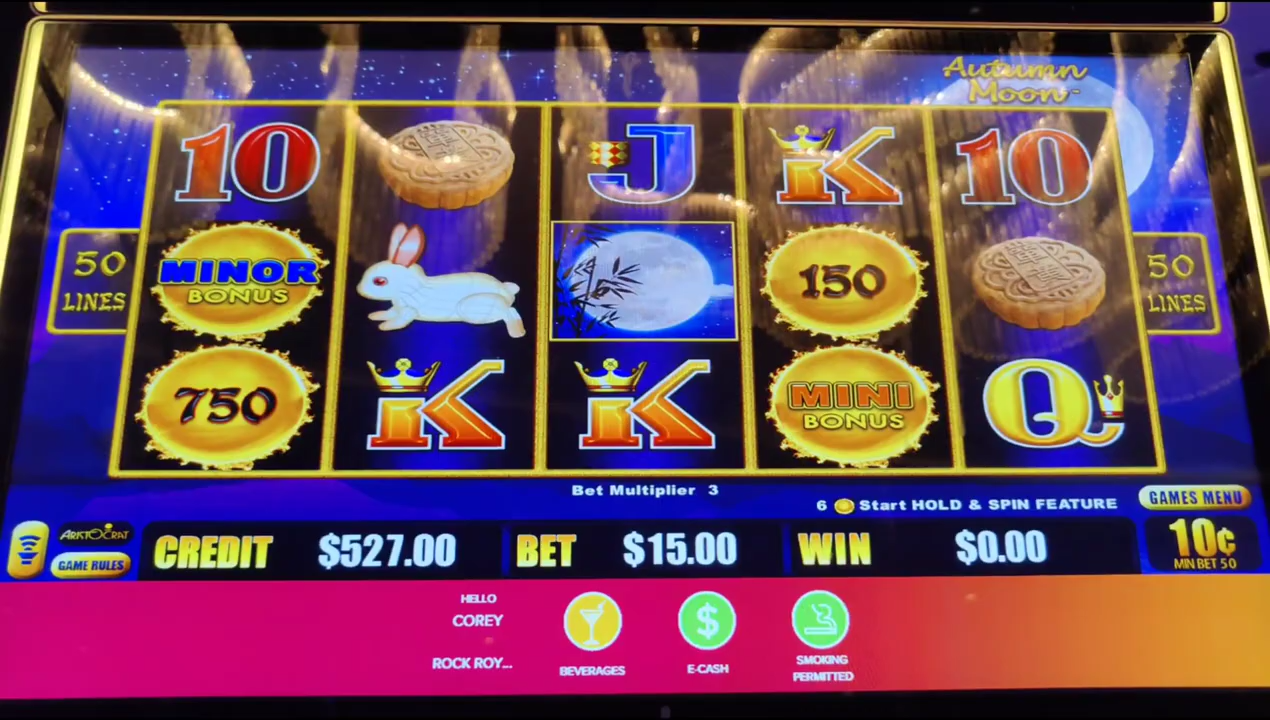 Autumn
Moon™
10
J
K
10
50
LINES
MINOR
BONUS
150
50
LINES
750
K
K
MINI
BONUS
Q
Bet Multiplier 3
6 Start HOLD & SPIN FEATURE
GAMES MENU
ARISTOCRAT
GAME RULES
CREDIT $527.00
BET $15.00
WIN $0.00
10¢
MIN BET 50
HELLO
COREY
ROCK ROY...
BEVERAGES
$
E-CASH
SMOKING
PERMITTED